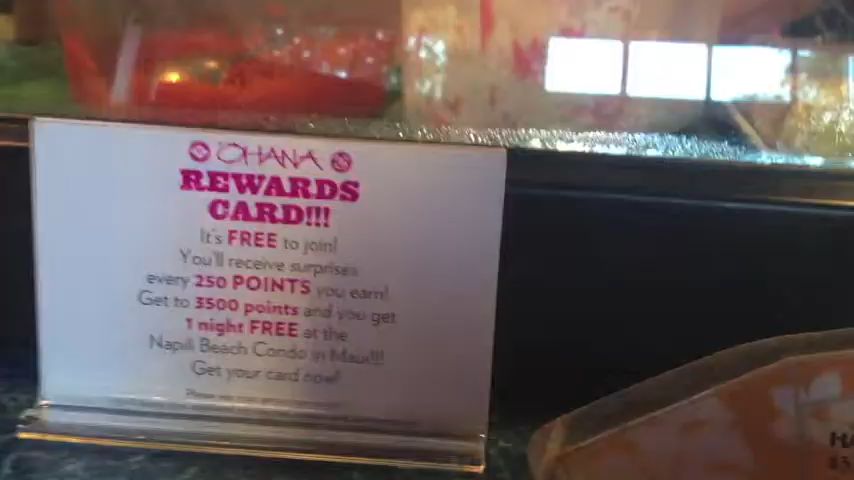 'OHANA
REWARDS
CARD!!!
It's FREE to join!
You'll receive surprises
every 250 POINTS you earn!
Get to 3500 points and you get
1 night FREE at the
Napili Beach Condo in Maui!!!
Get your card now!